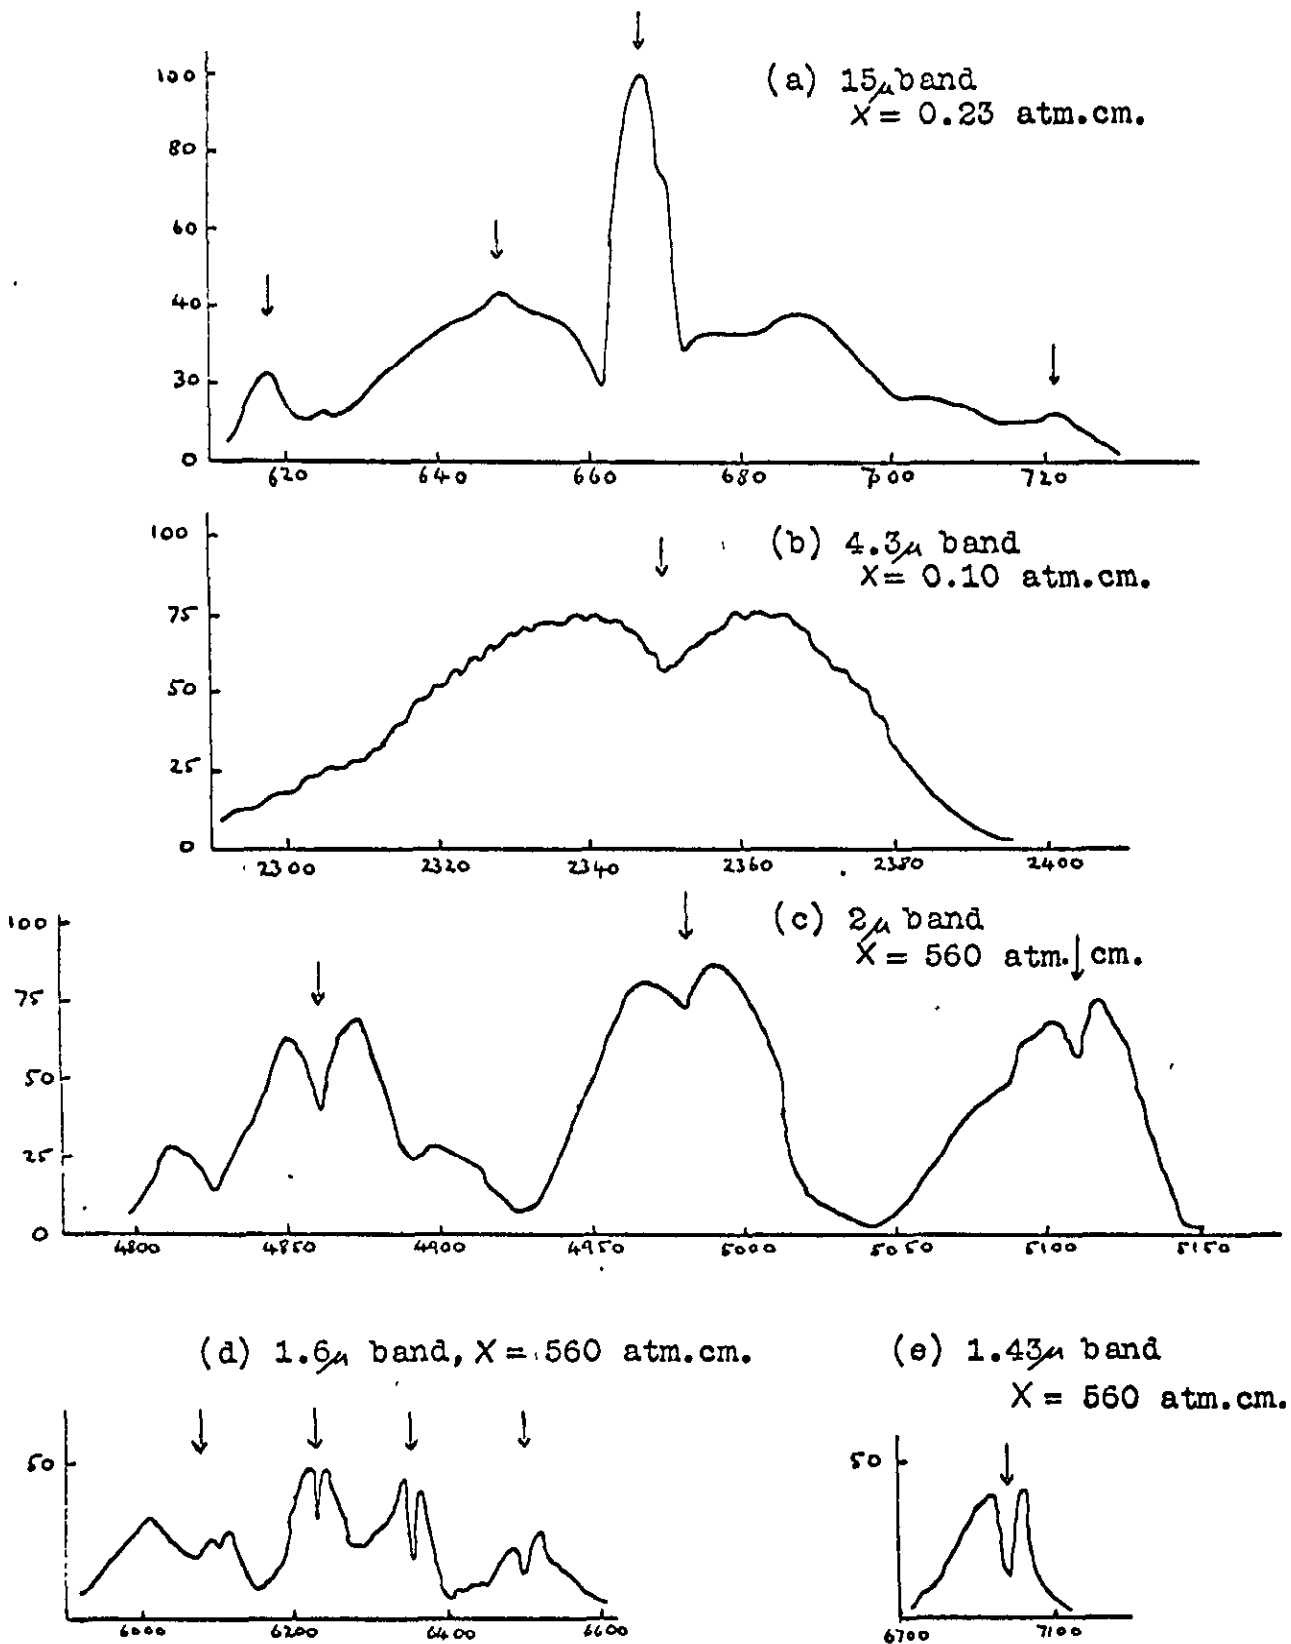 (a) 15μ band
X = 0.23 atm.cm.
100
80
60
40
30
0
620 640 660 680 700 720
(b) 4.3μ band
X = 0.10 atm.cm.
100
75
50
25
0
2300 2320 2340 2360 2380 2400
(c) 2μ band
X = 560 atm. cm.
100
75
50
25
0
4800 4850 4900 4950 5000 5050 5100 5150
(d) 1.6μ band, X = 560 atm.cm.
50
6000 6200 6400 6600
(e) 1.43μ band
X = 560 atm.cm.
50
6700 7100